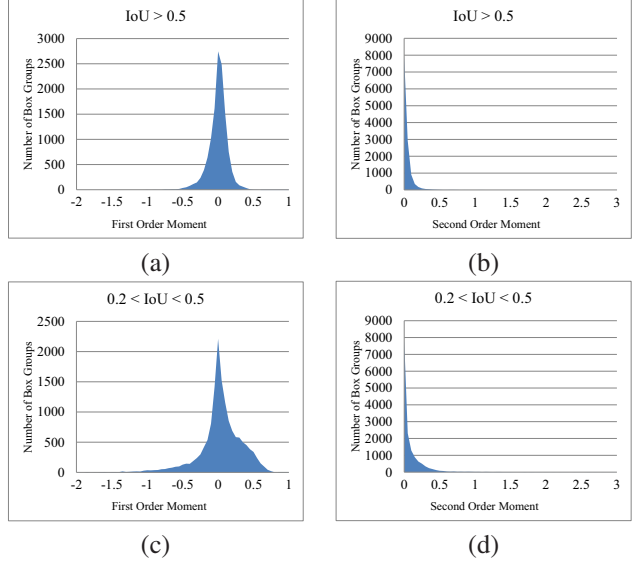 IoU > 0.5
Number of Box Groups
3000
2500
2000
1500
1000
500
0
-2 -1.5 -1 -0.5 0 0.5 1
First Order Moment
(a)
IoU > 0.5
Number of Box Groups
9000
8000
7000
6000
5000
4000
3000
2000
1000
0
0 0.5 1 1.5 2 2.5 3
Second Order Moment
(b)
0.2 < IoU < 0.5
Number of Box Groups
2500
2000
1500
1000
500
0
-2 -1.5 -1 -0.5 0 0.5 1
First Order Moment
(c)
0.2 < IoU < 0.5
Number of Box Groups
9000
8000
7000
6000
5000
4000
3000
2000
1000
0
0 0.5 1 1.5 2 2.5 3
Second Order Moment
(d)